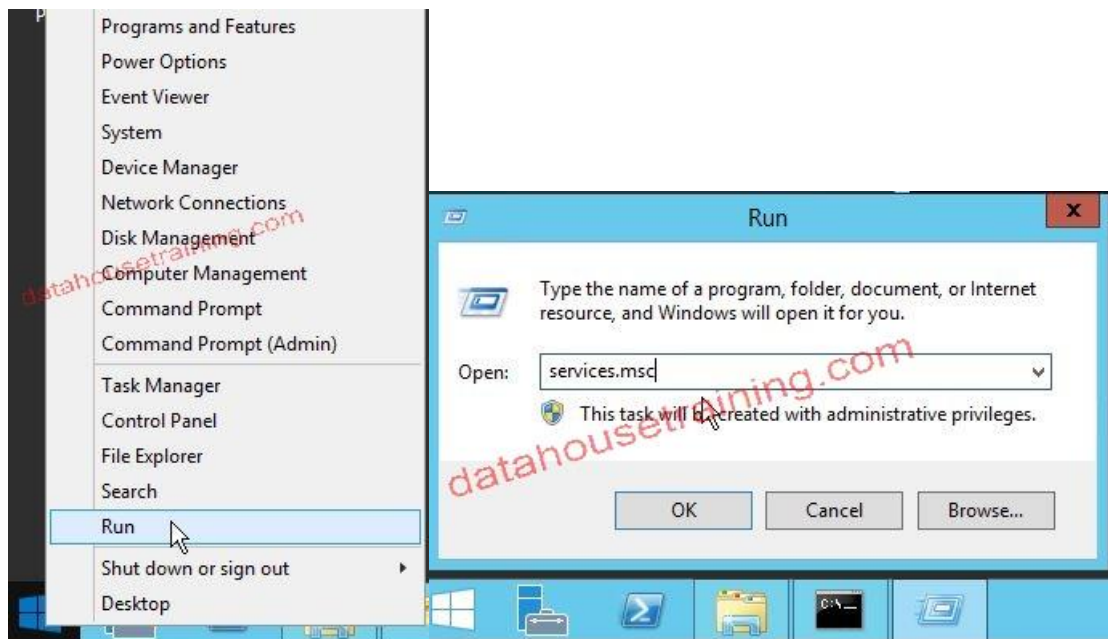 P
Programs and Features
Power Options
Event Viewer
System
Device Manager
Network Connections
Disk Management
Computer Management
Command Prompt
Command Prompt (Admin)
Task Manager
Control Panel
File Explorer
Search
Run
Shut down or sign out
Desktop
datahousetraining.com
Run
x
Type the name of a program, folder, document, or Internet
resource, and Windows will open it for you.
Open: services.msc
This task will be created with administrative privileges.
datahousetraining.com
OK Cancel Browse...
C:\_